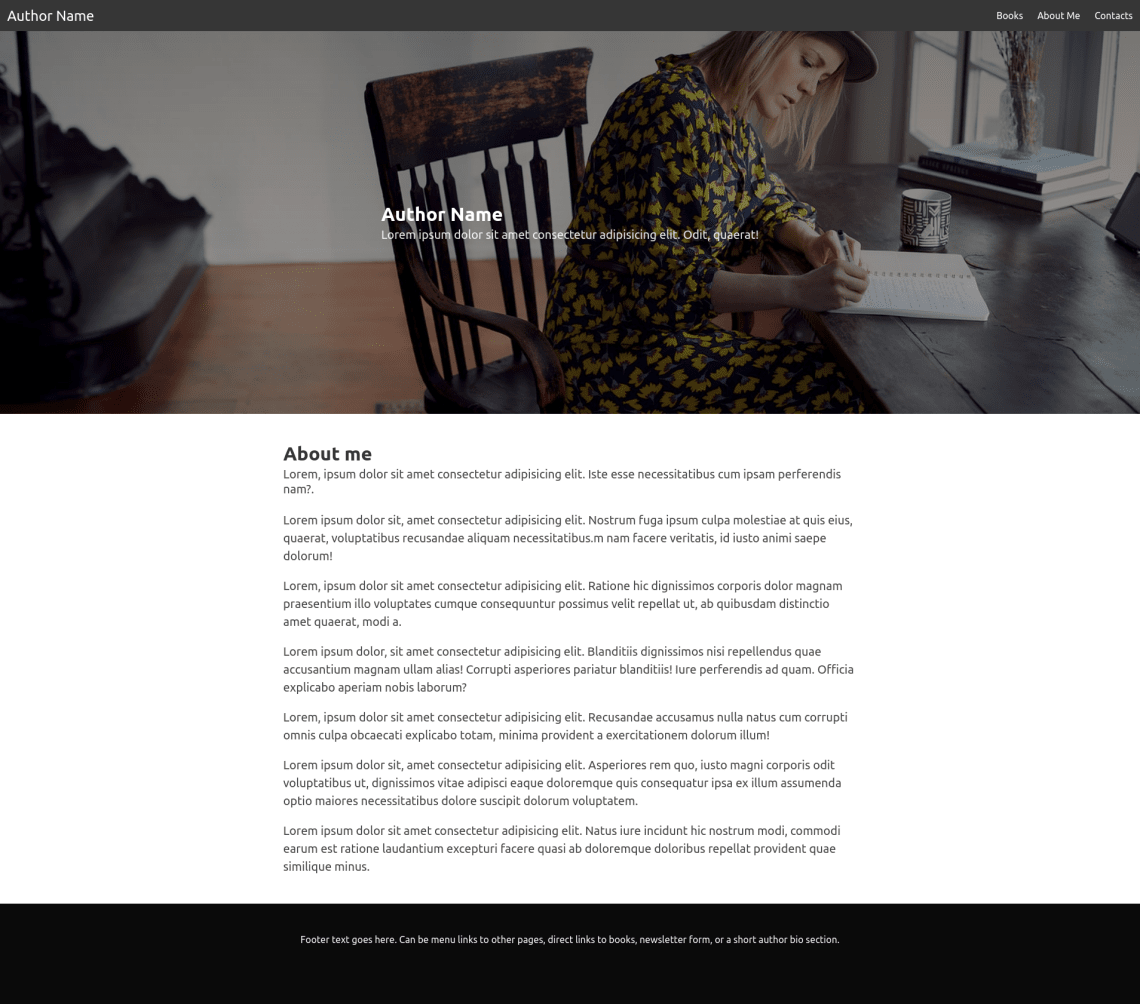 Author Name
Books About Me Contacts
Author Name
Lorem ipsum dolor sit amet consectetur adipisicing elit. Odit, quaerat!
About me
Lorem, ipsum dolor sit amet consectetur adipisicing elit. Iste esse necessitatibus cum ipsam perferendis
nam?.
Lorem ipsum dolor sit, amet consectetur adipisicing elit. Nostrum fuga ipsum culpa molestiae at quis eius,
quaerat, voluptatibus recusandae aliquam necessitatibus.m nam facere veritatis, id iusto animi saepe
dolorum!
Lorem, ipsum dolor sit amet consectetur adipisicing elit. Ratione hic dignissimos corporis dolor magnam
praesentium illo voluptates cumque consequuntur possimus velit repellat ut, ab quibusdam distinctio
amet quaerat, modi a.
Lorem ipsum dolor, sit amet consectetur adipisicing elit. Blanditiis dignissimos nisi repellendus quae
accusantium magnam ullam alias! Corrupti asperiores pariatur blanditiis! Iure perferendis ad quam. Officia
explicabo aperiam nobis laborum?
Lorem, ipsum dolor sit amet consectetur adipisicing elit. Recusandae accusamus nulla natus cum corrupti
omnis culpa obcaecati explicabo totam, minima provident a exercitationem dolorum illum!
Lorem ipsum dolor sit, amet consectetur adipisicing elit. Asperiores rem quo, iusto magni corporis odit
voluptatibus ut, dignissimos vitae adipisci eaque doloremque quis consequatur ipsa ex illum assumenda
optio maiores necessitatibus dolore suscipit dolorum voluptatem.
Lorem ipsum dolor sit amet consectetur adipisicing elit. Natus iure incidunt hic nostrum modi, commodi
earum est ratione laudantium excepturi facere quasi ab doloremque doloribus repellat provident quae
similique minus.
Footer text goes here. Can be menu links to other pages, direct links to books, newsletter form, or a short author bio section.